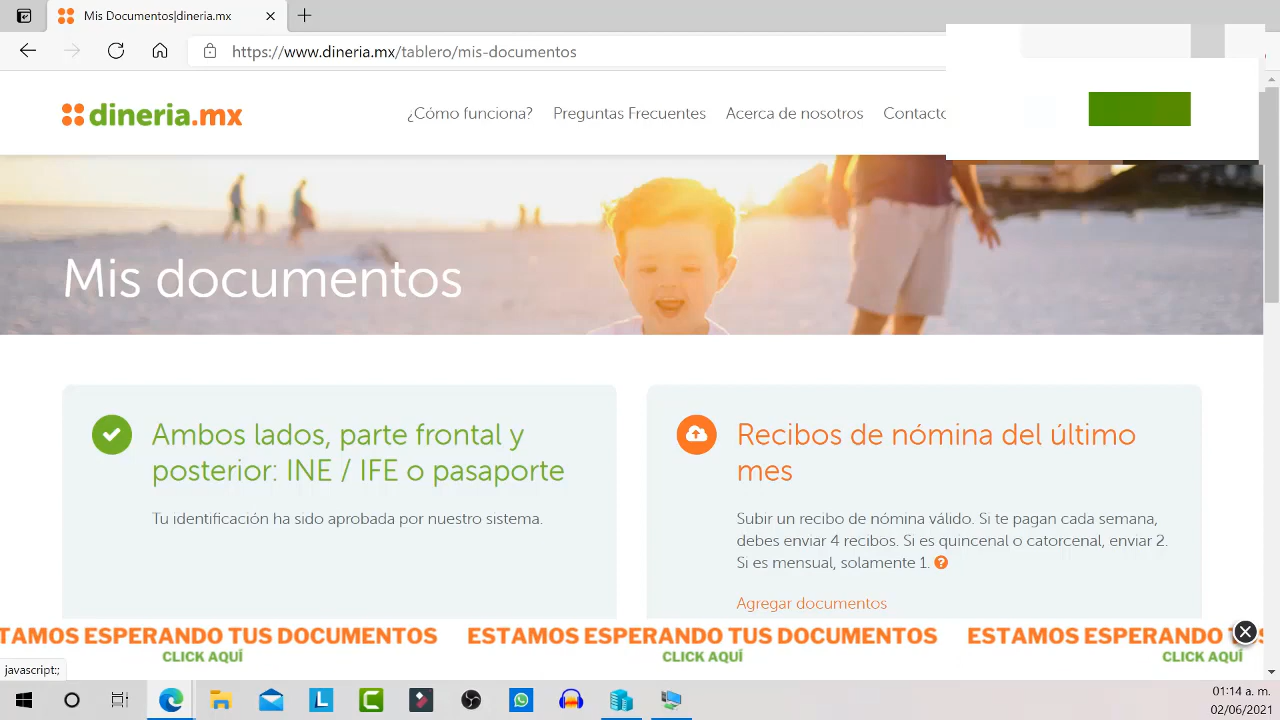 Mis Documentos|dineria.mx
https://www.dineria.mx/tablero/mis-documentos
dineria.mx
¿Cómo funciona?
Preguntas Frecuentes
Acerca de nosotros
Contacto
Mis documentos
Ambos lados, parte frontal y
posterior: INE / IFE o pasaporte
Tu identificación ha sido aprobada por nuestro sistema.
Recibos de nómina del último
mes
Subir un recibo de nómina válido. Si te pagan cada semana,
debes enviar 4 recibos. Si es quincenal o catorcenal, enviar 2.
Si es mensual, solamente 1.
Agregar documentos
TAMOS ESPERANDO TUS DOCUMENTOS
CLICK AQUÍ
ESTAMOS ESPERANDO TUS DOCUMENTOS
CLICK AQUÍ
ESTAMOS ESPERANDO TUS
CLICK AQUÍ
javascript:;
01:14 a. m.
02/06/2021